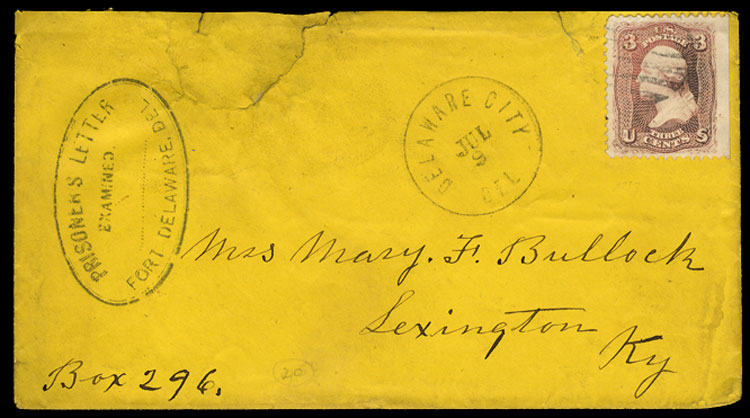 PRISONER'S LETTER
EXAMINED.
FORT DELAWARE, DEL
DELAWARE CITY
JUL
9
DEL
3 U.S. 3
POSTAGE
U THREE S
CENTS
Mrs Mary. F. Bullock
Lexington
Ky
Box 296.
20